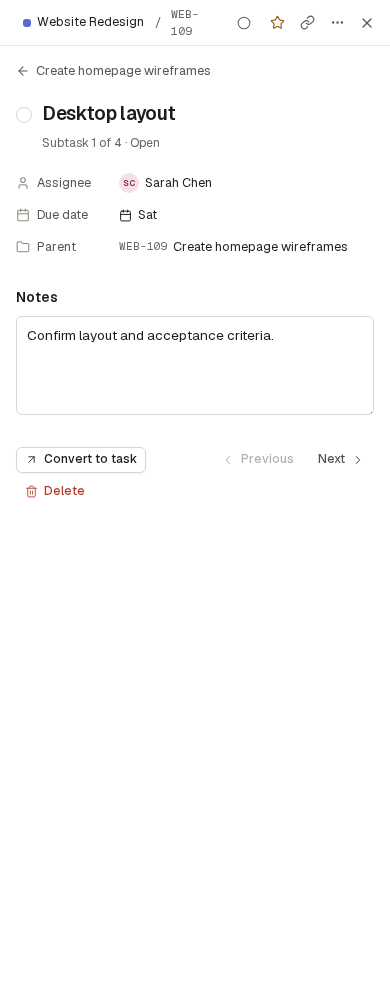 Website Redesign / WEB-
109
Create homepage wireframes
Desktop layout
Subtask 1 of 4 · Open
Assignee SC Sarah Chen
Due date Sat
Parent WEB-109 Create homepage wireframes
Notes
Confirm layout and acceptance criteria.
Convert to task Previous Next
Delete